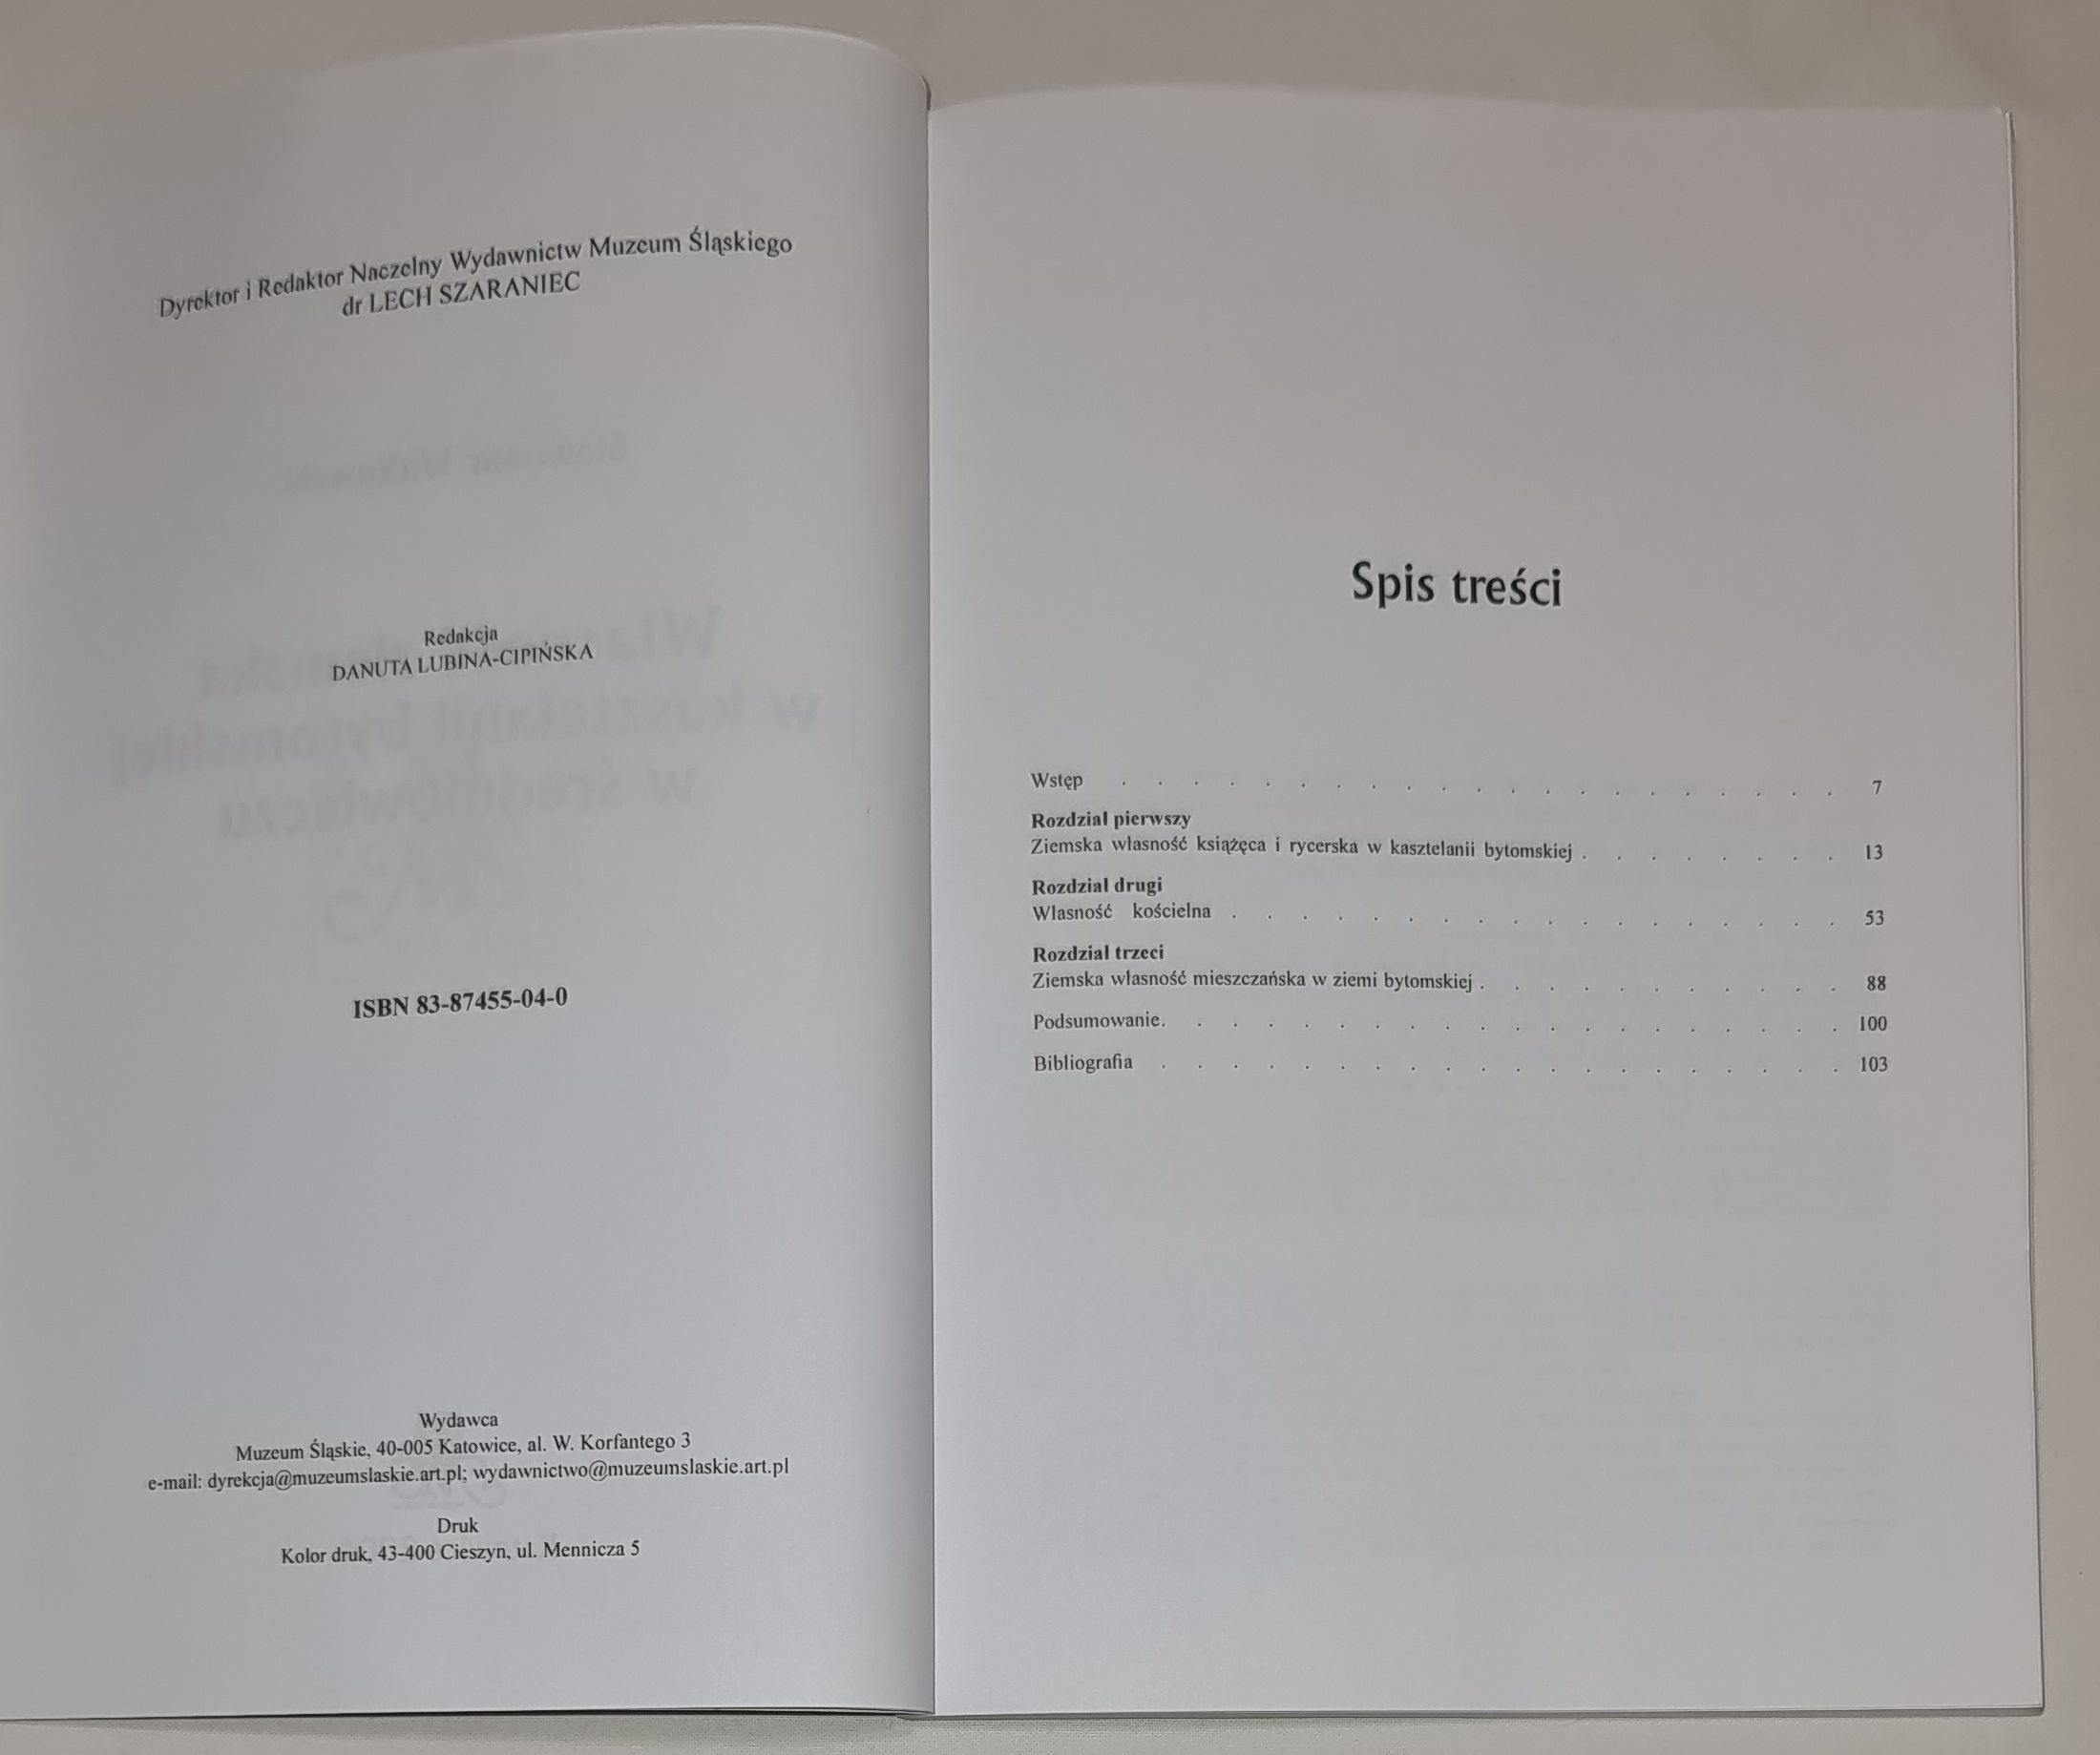 Dyrektor i Redaktor Naczelny Wydawnictw Muzeum Śląskiego
dr LECH SZARANIEC
Redakcja
DANUTA LUBINA-CIPIŃSKA
ISBN 83-87455-04-0
Wydawca
Muzeum Śląskie, 40-005 Katowice, al. W. Korfantego 3
e-mail: dyrekcja@muzeumslaskie.art.pl; wydawnictwo@muzeumslaskie.art.pl
Druk
Kolor druk, 43-400 Cieszyn, ul. Mennicza 5
Spis treści
Wstęp . . . . . . . . . . . . . . . . . . . . . 7
Rozdział pierwszy
Ziemska własność książęca i rycerska w kasztelanii bytomskiej . . . . . . . . 13
Rozdział drugi
Własność kościelna . . . . . . . . . . . . . . . . . . 53
Rozdział trzeci
Ziemska własność mieszczańska w ziemi bytomskiej . . . . . . . . . . . 88
Podsumowanie. . . . . . . . . . . . . . . . . . . . 100
Bibliografia . . . . . . . . . . . . . . . . . . . . 103